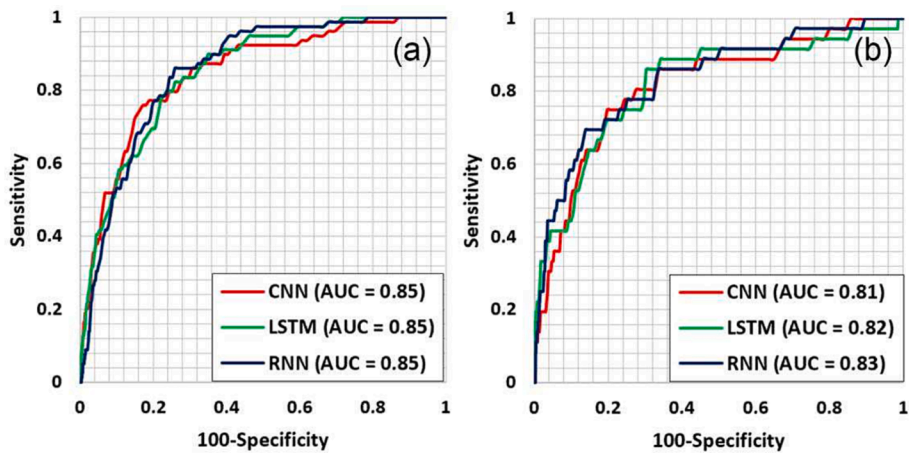 (a)
Sensitivity
1
0.8
0.6
0.4
0.2
0
CNN (AUC = 0.85)
LSTM (AUC = 0.85)
RNN (AUC = 0.85)
0 0.2 0.4 0.6 0.8 1
100-Specificity
(b)
Sensitivity
1
0.8
0.6
0.4
0.2
0
CNN (AUC = 0.81)
LSTM (AUC = 0.82)
RNN (AUC = 0.83)
0 0.2 0.4 0.6 0.8 1
100-Specificity